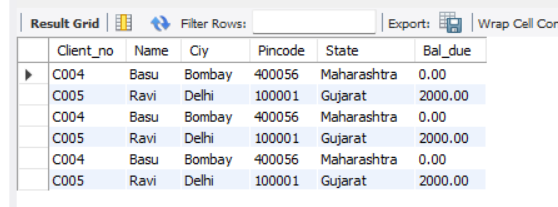 Result Grid Filter Rows: Export: Wrap Cell Con
Client_no Name Ciy Pincode State Bal_due
C004 Basu Bombay 400056 Maharashtra 0.00
C005 Ravi Delhi 100001 Gujarat 2000.00
C004 Basu Bombay 400056 Maharashtra 0.00
C005 Ravi Delhi 100001 Gujarat 2000.00
C004 Basu Bombay 400056 Maharashtra 0.00
C005 Ravi Delhi 100001 Gujarat 2000.00